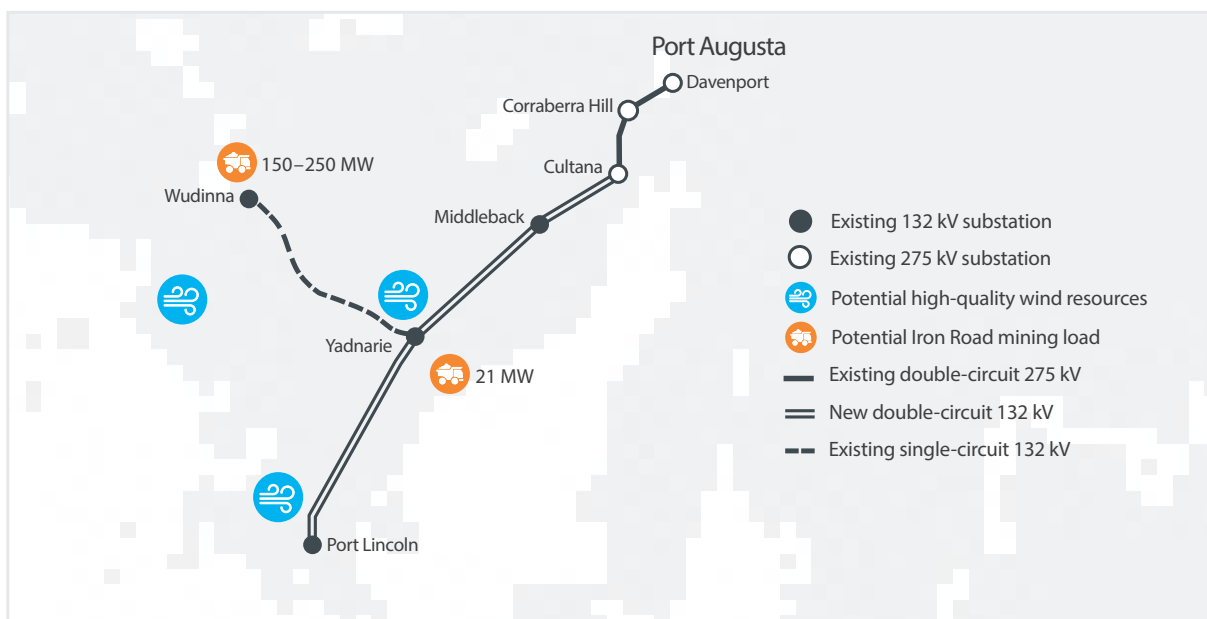 Port Augusta
Davenport
Corraberra Hill
150–250 MW
Cultana
Wudinna
Middleback
Yadnarie
21 MW
Port Lincoln
Existing 132 kV substation
Existing 275 kV substation
Potential high-quality wind resources
Potential Iron Road mining load
Existing double-circuit 275 kV
New double-circuit 132 kV
Existing single-circuit 132 kV